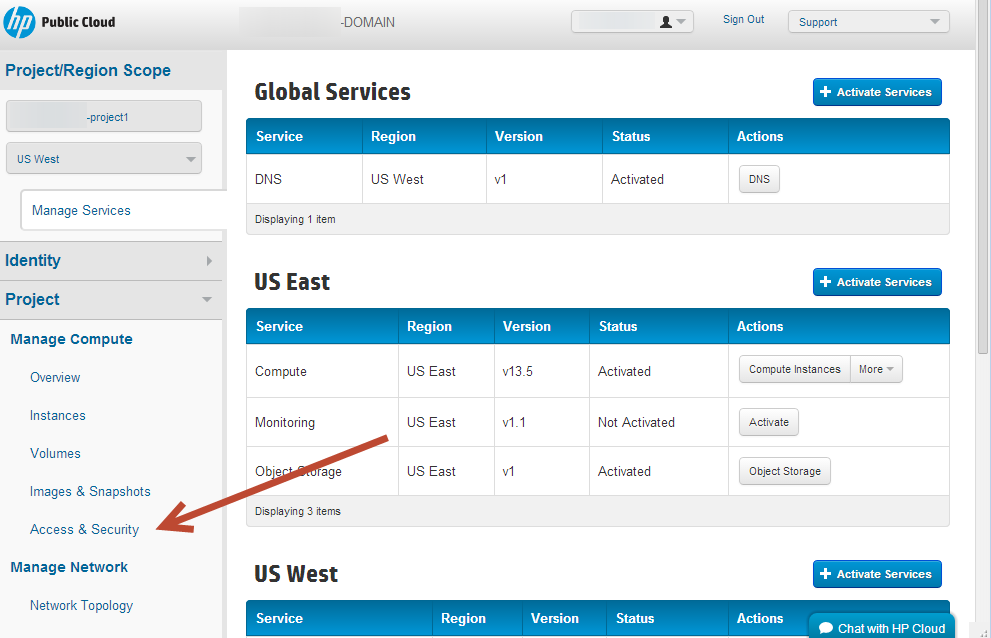 hp Public Cloud
-DOMAIN
Sign Out
Support
Project/Region Scope
-project1
US West
Manage Services
Identity
Project
Manage Compute
Overview
Instances
Volumes
Images & Snapshots
Access & Security
Manage Network
Network Topology
Global Services
+ Activate Services
Service Region Version Status Actions
DNS US West v1 Activated DNS
Displaying 1 item
US East
+ Activate Services
Service Region Version Status Actions
Compute US East v13.5 Activated Compute Instances More
Monitoring US East v1.1 Not Activated Activate
Object Storage US East v1 Activated Object Storage
Displaying 3 items
US West
+ Activate Services
Service Region Version Status Actions
Chat with HP Cloud